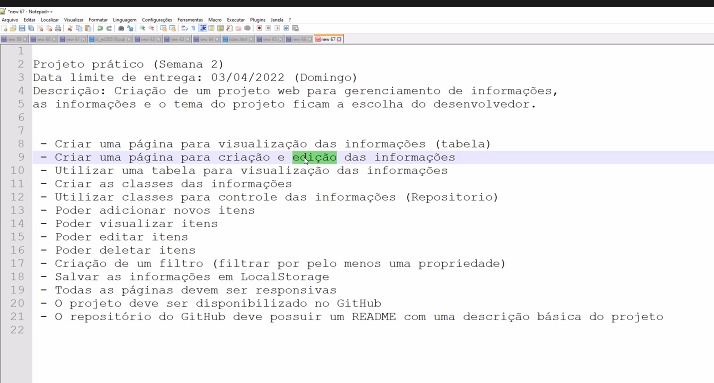 *new 67 - Notepad++
Arquivo Editar Localizar Visualizar Formatar Linguagem Configurações Ferramentas Macro Executar Plugins Janela ?
new 67
1
2 Projeto prático (Semana 2)
3 Data limite de entrega: 03/04/2022 (Domingo)
4 Descrição: Criação de um projeto web para gerenciamento de informações,
5 as informações e o tema do projeto ficam a escolha do desenvolvedor.
6
7
8 - Criar uma página para visualização das informações (tabela)
9 - Criar uma página para criação e edição das informações
10 - Utilizar uma tabela para visualização das informações
11 - Criar as classes das informações
12 - Utilizar classes para controle das informações (Repositorio)
13 - Poder adicionar novos itens
14 - Poder visualizar itens
15 - Poder editar itens
16 - Poder deletar itens
17 - Criação de um filtro (filtrar por pelo menos uma propriedade)
18 - Salvar as informações em LocalStorage
19 - Todas as páginas devem ser responsivas
20 - O projeto deve ser disponibilizado no GitHub
21 - O repositório do GitHub deve possuir um README com uma descrição básica do projeto
22